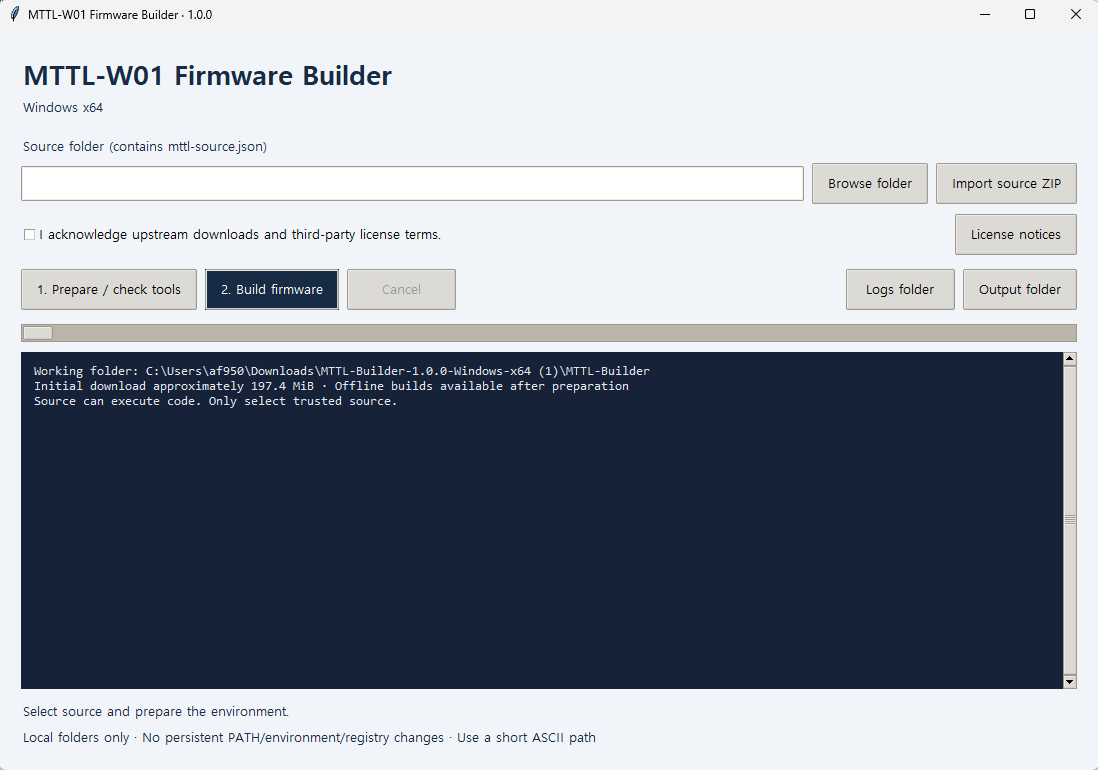 MTTL-W01 Firmware Builder · 1.0.0
MTTL-W01 Firmware Builder
Windows x64
Source folder (contains mttl-source.json)
Browse folder
Import source ZIP
I acknowledge upstream downloads and third-party license terms.
License notices
1. Prepare / check tools
2. Build firmware
Cancel
Logs folder
Output folder
Working folder: C:\Users\af950\Downloads\MTTL-Builder-1.0.0-Windows-x64 (1)\MTTL-Builder
Initial download approximately 197.4 MiB · Offline builds available after preparation
Source can execute code. Only select trusted source.
Select source and prepare the environment.
Local folders only · No persistent PATH/environment/registry changes · Use a short ASCII path